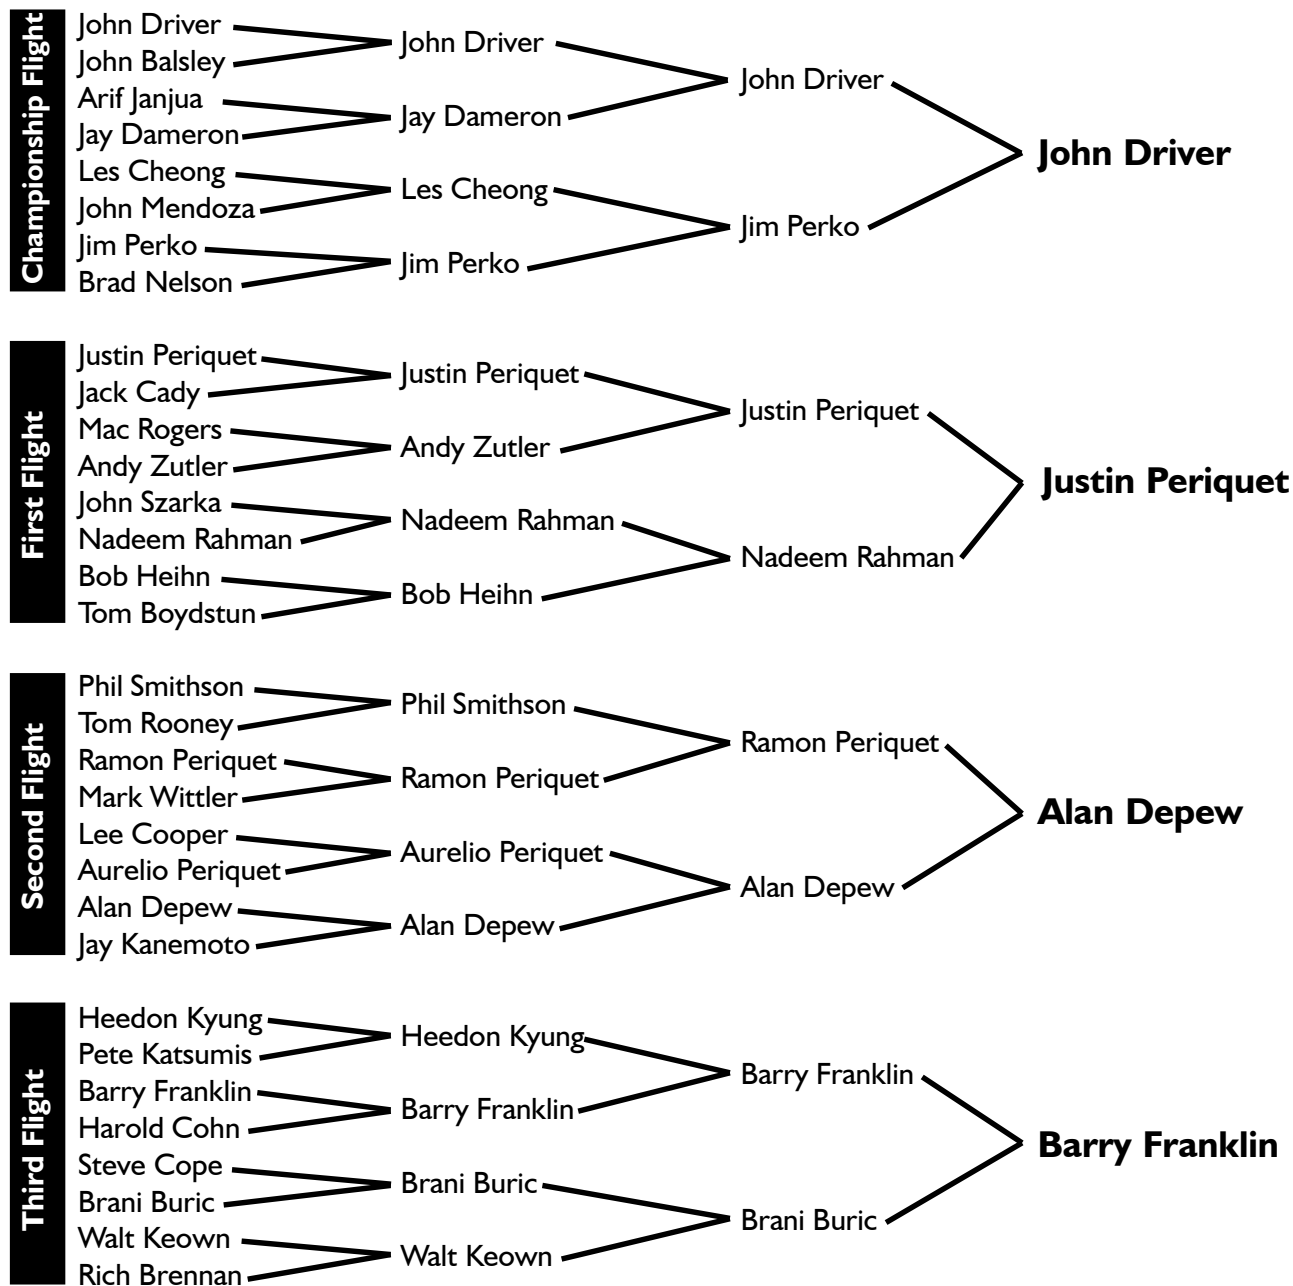 Championship Flight
John Driver
John Balsley
Arif Janjua
Jay Dameron
Les Cheong
John Mendoza
Jim Perko
Brad Nelson
John Driver
Jay Dameron
Les Cheong
Jim Perko
John Driver
Jim Perko
John Driver
First Flight
Justin Periquet
Jack Cady
Mac Rogers
Andy Zutler
John Szarka
Nadeem Rahman
Bob Heihn
Tom Boydstun
Justin Periquet
Andy Zutler
Nadeem Rahman
Bob Heihn
Justin Periquet
Nadeem Rahman
Justin Periquet
Second Flight
Phil Smithson
Tom Rooney
Ramon Periquet
Mark Wittler
Lee Cooper
Aurelio Periquet
Alan Depew
Jay Kanemoto
Phil Smithson
Ramon Periquet
Aurelio Periquet
Alan Depew
Ramon Periquet
Alan Depew
Alan Depew
Third Flight
Heedon Kyung
Pete Katsumis
Barry Franklin
Harold Cohn
Steve Cope
Brani Buric
Walt Keown
Rich Brennan
Heedon Kyung
Barry Franklin
Brani Buric
Walt Keown
Barry Franklin
Brani Buric
Barry Franklin